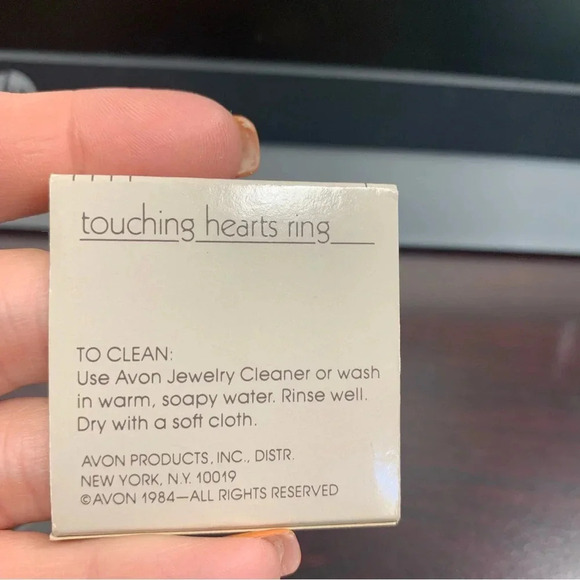 touching hearts ring
TO CLEAN:
Use Avon Jewelry Cleaner or wash
in warm, soapy water. Rinse well.
Dry with a soft cloth.
AVON PRODUCTS, INC., DISTR.
NEW YORK, N.Y. 10019
©AVON 1984—ALL RIGHTS RESERVED